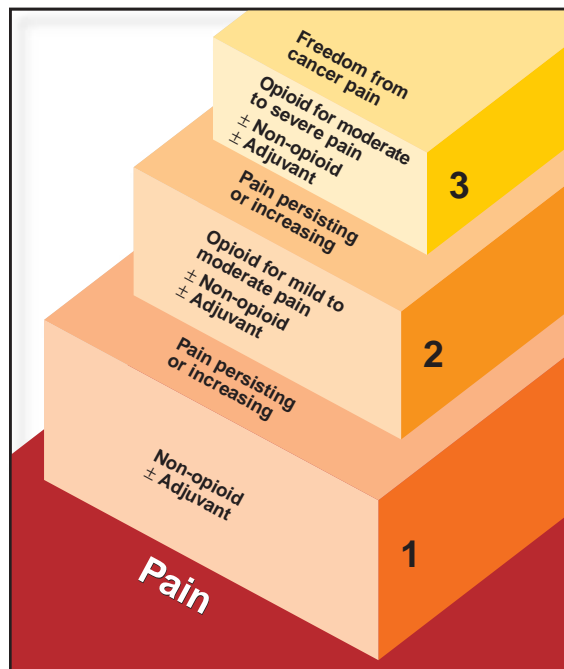 Freedom from
cancer pain
Opioid for moderate
to severe pain
± Non-opioid
± Adjuvant
3
Pain persisting
or increasing
Opioid for mild to
moderate pain
± Non-opioid
± Adjuvant
2
Pain persisting
or increasing
Non-opioid
± Adjuvant
1
Pain